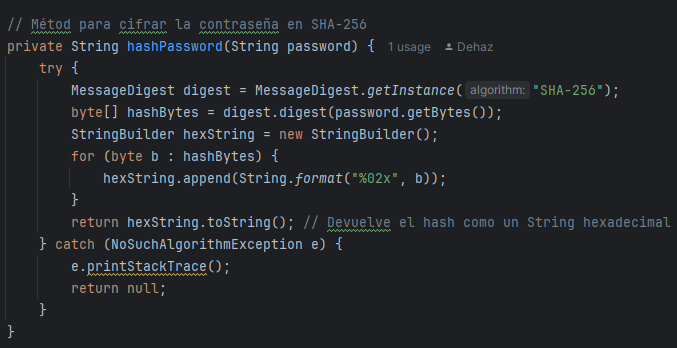 // Métod para cifrar la contraseña en SHA-256
private String hashPassword(String password) { 1 usage Dehaz
    try {
        MessageDigest digest = MessageDigest.getInstance( algorithm: "SHA-256");
        byte[] hashBytes = digest.digest(password.getBytes());
        StringBuilder hexString = new StringBuilder();
        for (byte b : hashBytes) {
            hexString.append(String.format("%02x", b));
        }
        return hexString.toString(); // Devuelve el hash como un String hexadecimal
    } catch (NoSuchAlgorithmException e) {
        e.printStackTrace();
        return null;
    }
}